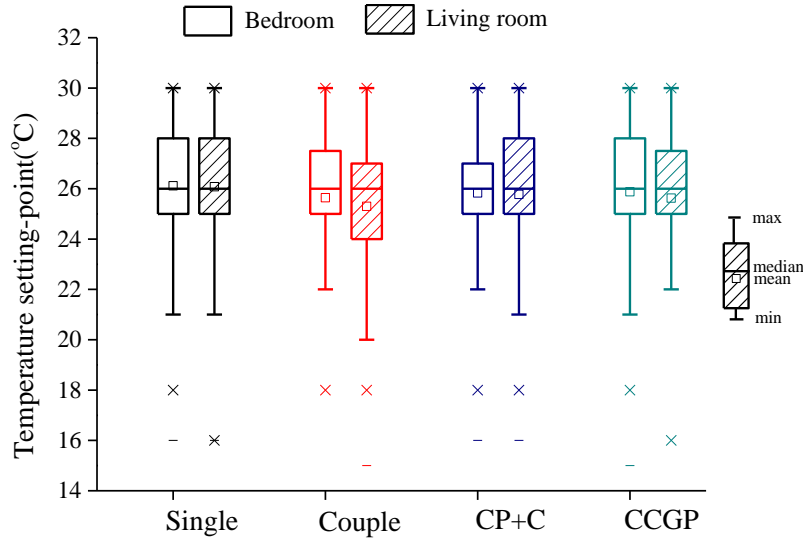 Bedroom
Living room
Temperature setting-point(°C)
32
30
28
26
24
22
20
18
16
14
max
median
mean
min
Single
Couple
CP+C
CCGP